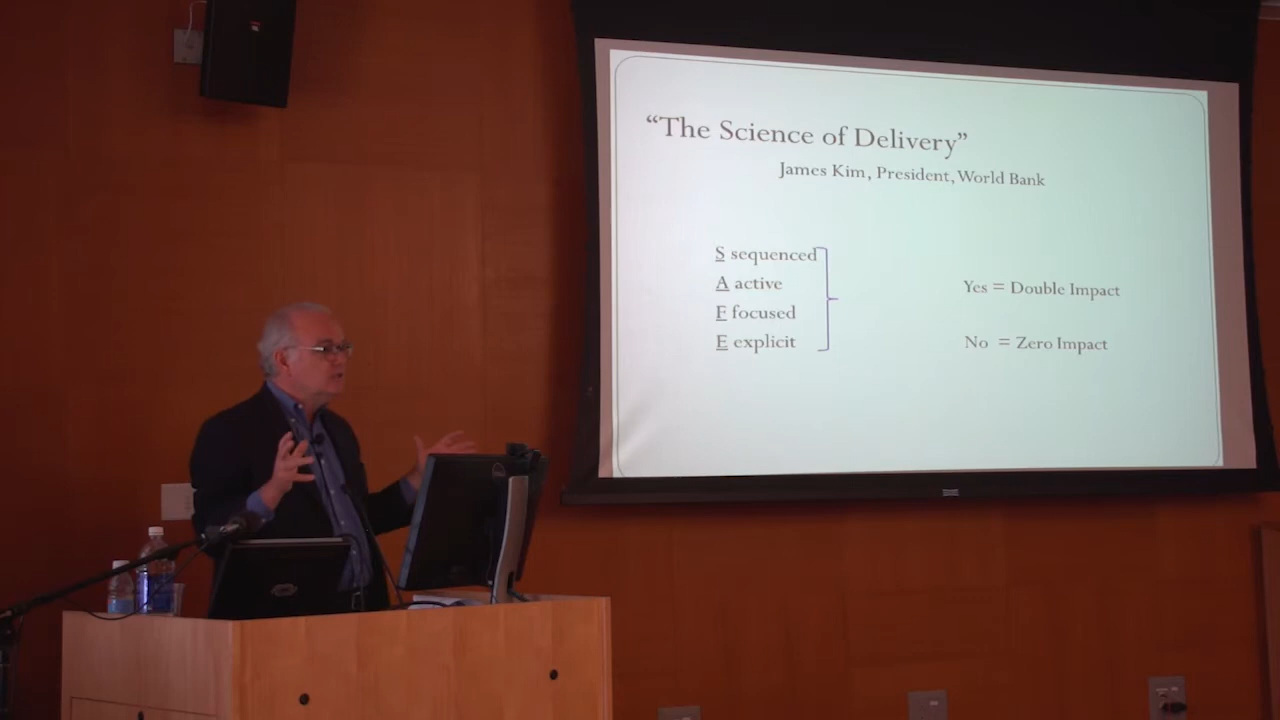 “The Science of Delivery”
James Kim, President, World Bank
S sequenced
A active
F focused
E explicit
Yes = Double Impact
No = Zero Impact